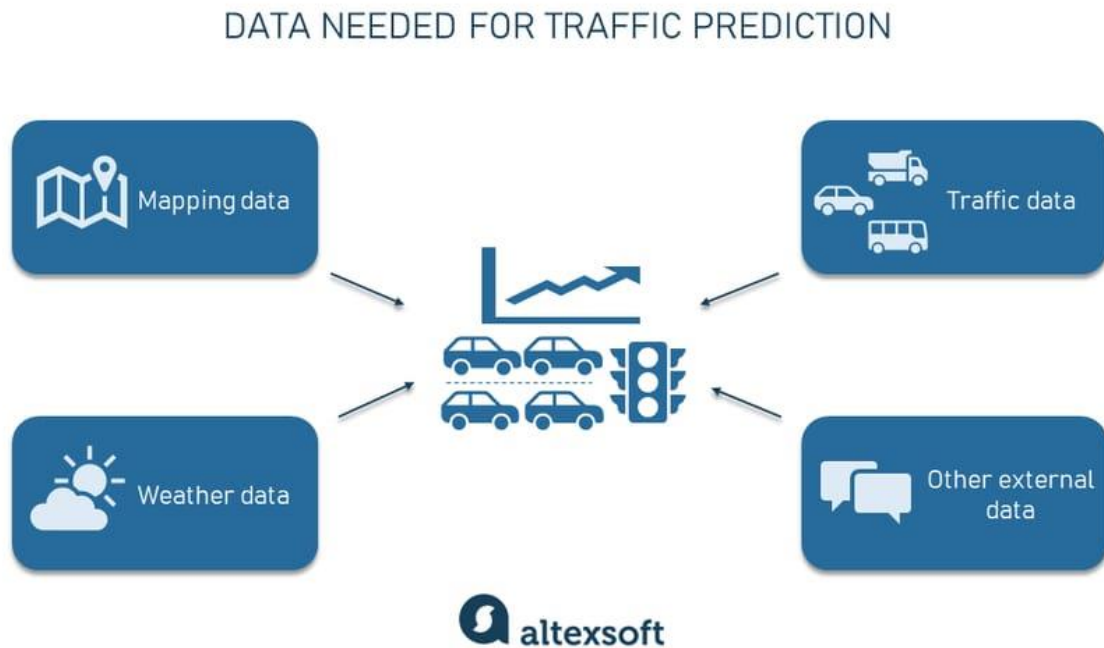 DATA NEEDED FOR TRAFFIC PREDICTION
Mapping data
Traffic data
Weather data
Other external
data
altexsoft